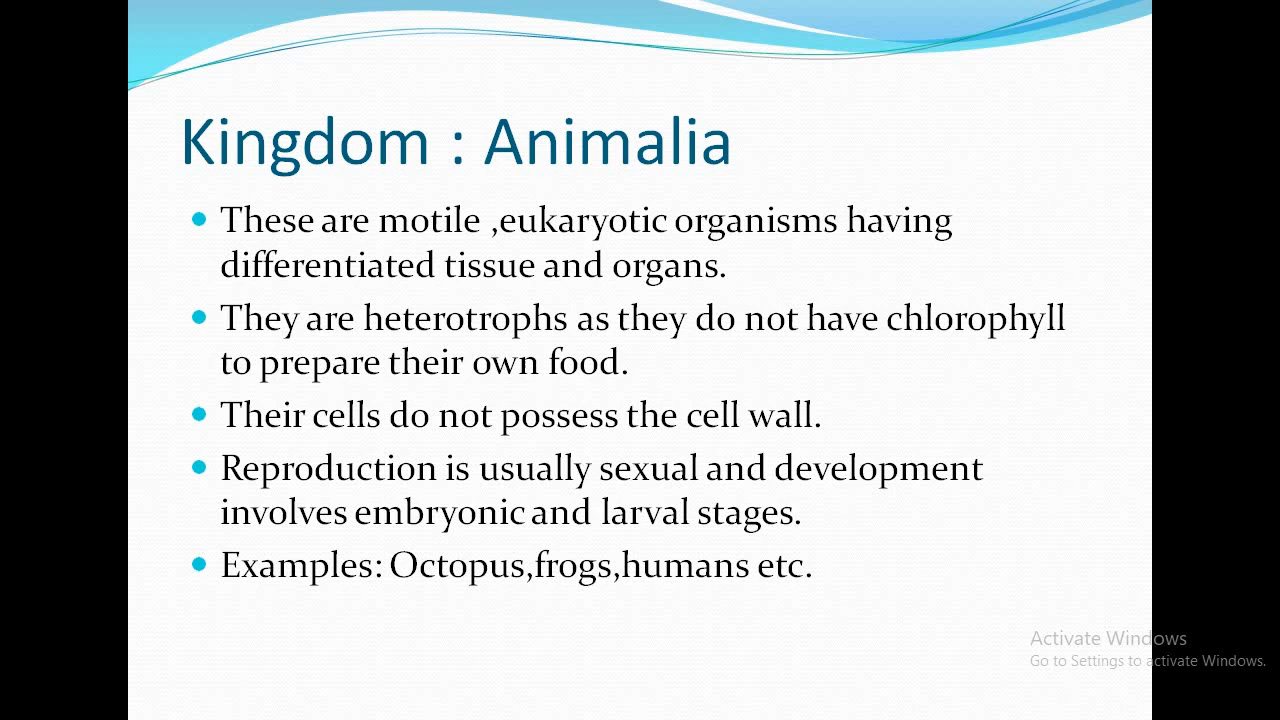 Kingdom : Animalia
These are motile ,eukaryotic organisms having
differentiated tissue and organs.
They are heterotrophs as they do not have chlorophyll
to prepare their own food.
Their cells do not possess the cell wall.
Reproduction is usually sexual and development
involves embryonic and larval stages.
Examples: Octopus,frogs,humans etc.
Activate Windows
Go to Settings to activate Windows.